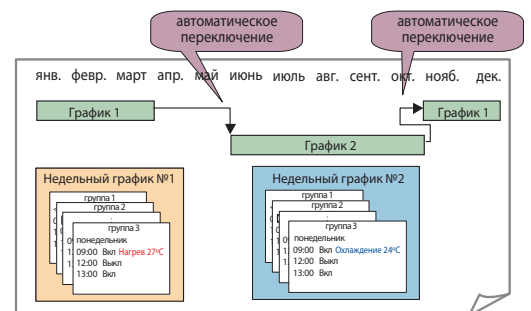 автоматическое
переключение
автоматическое
переключение
янв. февр. март апр. май июнь июль авг. сент. окт. нояб. дек.
График 1
График 1
График 2
Недельный график №1
группа 1
группа 2
группа 3
понедельник
09:00 Вкл Нагрев 27ºC
12:00 Выкл
13:00 Вкл
Недельный график №2
группа 1
группа 2
группа 3
понедельник
09:00 Вкл Охлаждение 24ºC
12:00 Выкл
13:00 Вкл